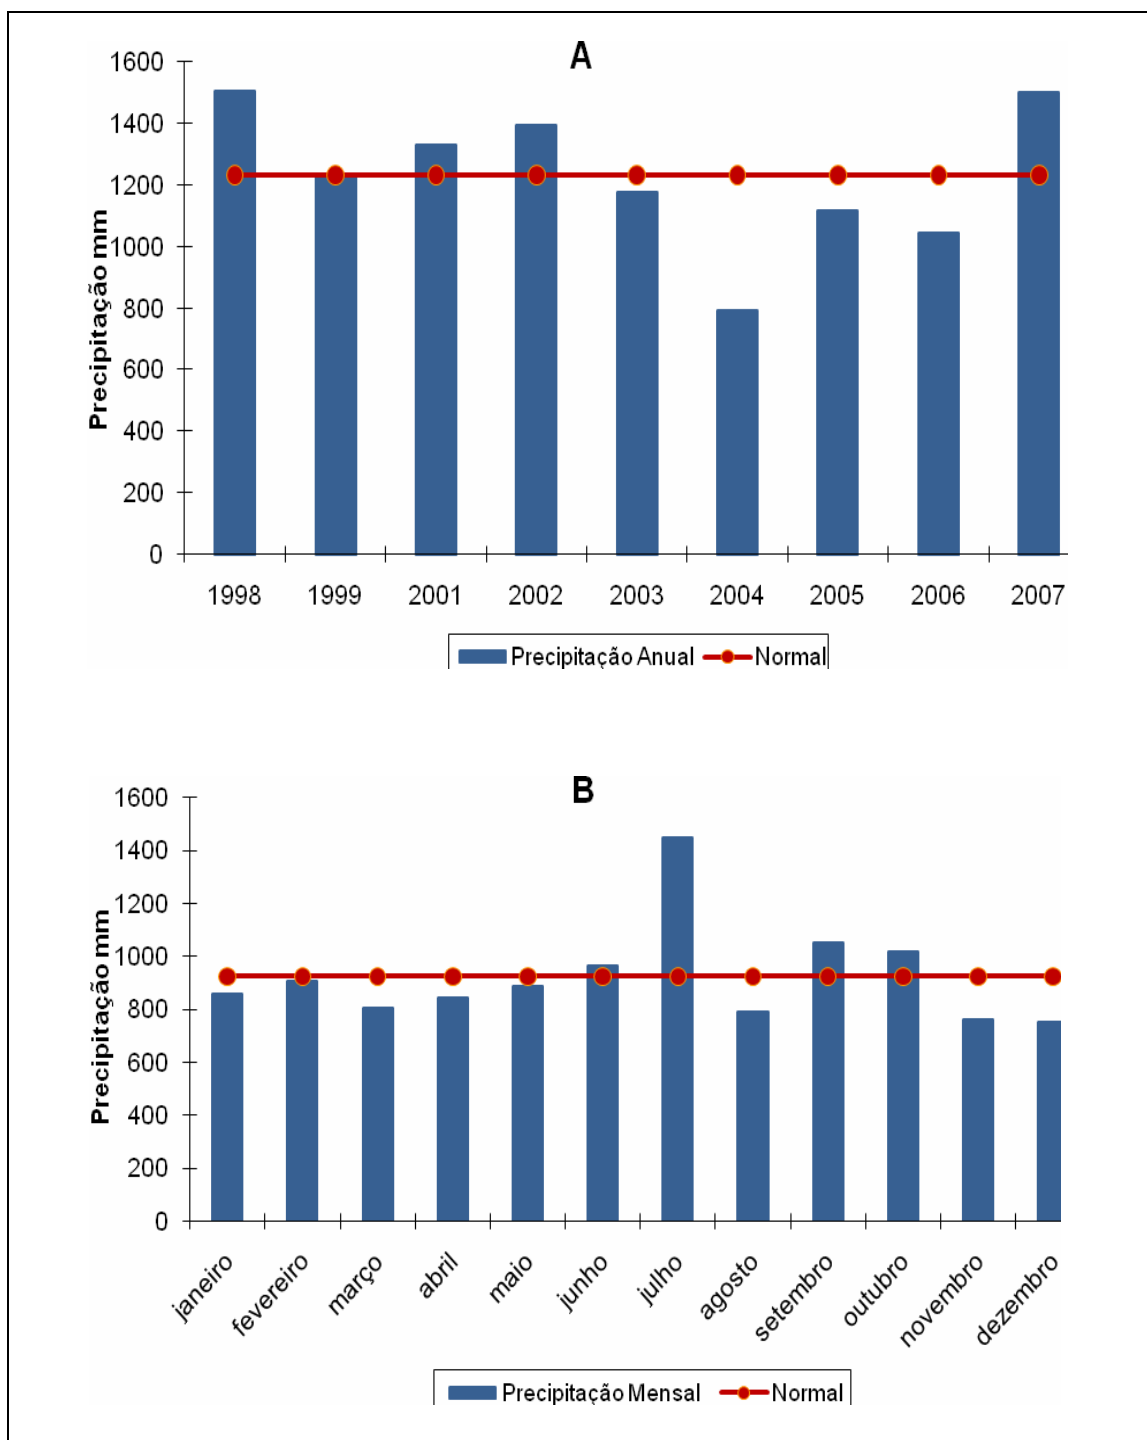 A
1600
1400
1200
1000
800
600
400
200
0
Precipitação mm
1998 1999 2001 2002 2003 2004 2005 2006 2007
Precipitação Anual Normal
B
1600
1400
1200
1000
800
600
400
200
0
Precipitação mm
janeiro fevereiro março abril maio junho julho agosto setembro outubro novembro dezembro
Precipitação Mensal Normal